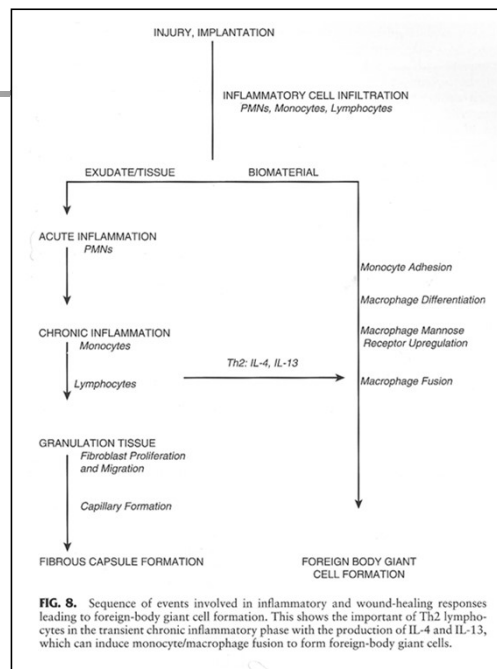 INJURY, IMPLANTATION
INFLAMMATORY CELL INFILTRATION
PMNs, Monocytes, Lymphocytes
EXUDATE/TISSUE
BIOMATERIAL
ACUTE INFLAMMATION
PMNs
Monocyte Adhesion
Macrophage Differentiation
CHRONIC INFLAMMATION
Monocytes
Macrophage Mannose
Receptor Upregulation
Th2: IL-4, IL-13
Lymphocytes
Macrophage Fusion
GRANULATION TISSUE
Fibroblast Proliferation
and Migration
Capillary Formation
FIBROUS CAPSULE FORMATION
FOREIGN BODY GIANT
CELL FORMATION
FIG. 8. Sequence of events involved in inflammatory and wound-healing responses
leading to foreign-body giant cell formation. This shows the important of Th2 lympho-
cytes in the transient chronic inflammatory phase with the production of IL-4 and IL-13,
which can induce monocyte/macrophage fusion to form foreign-body giant cells.